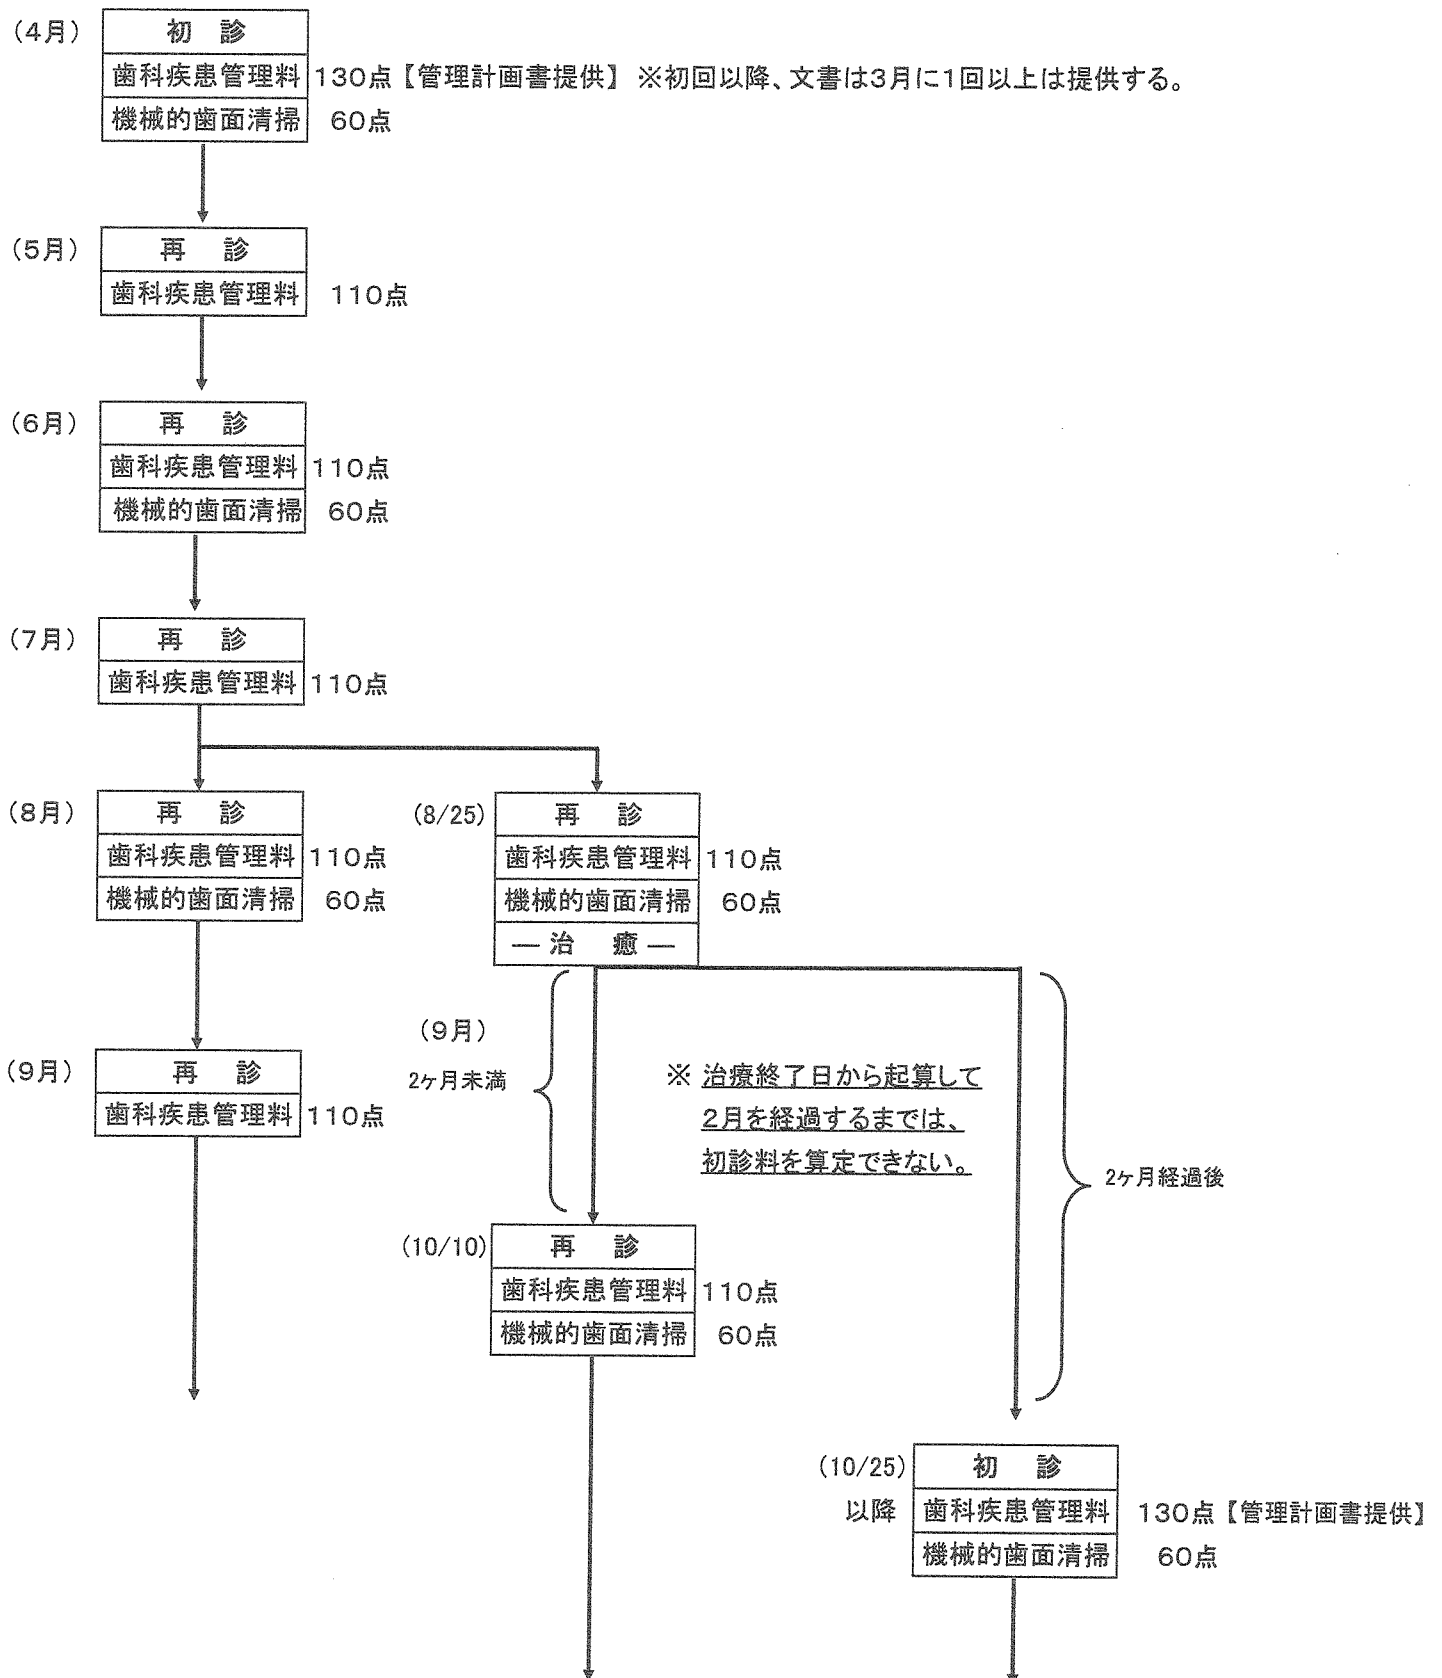 (4月) 初 診
歯科疾患管理料 130点【管理計画書提供】 ※初回以降、文書は3月に1回以上は提供する。
機械的歯面清掃 60点
(5月) 再 診
歯科疾患管理料 110点
(6月) 再 診
歯科疾患管理料 110点
機械的歯面清掃 60点
(7月) 再 診
歯科疾患管理料 110点
(8月) 再 診
歯科疾患管理料 110点
機械的歯面清掃 60点
(9月) 再 診
歯科疾患管理料 110点
(8/25) 再 診
歯科疾患管理料 110点
機械的歯面清掃 60点
― 治 癒 ―
(9月)
2ヶ月未満
※ 治療終了日から起算して
2月を経過するまでは、
初診料を算定できない。
2ヶ月経過後
(10/10) 再 診
歯科疾患管理料 110点
機械的歯面清掃 60点
(10/25) 初 診
以降 歯科疾患管理料 130点【管理計画書提供】
機械的歯面清掃 60点